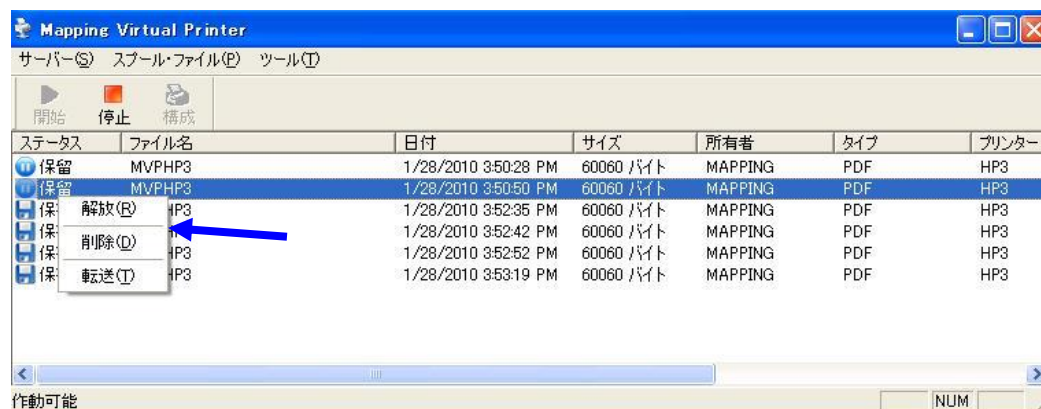 Mapping Virtual Printer
サーバー(S) スプール・ファイル(P) ツール(T)
開始 停止 構成
ステータス ファイル名 日付 サイズ 所有者 タイプ プリンター
保留 MVPHP3 1/28/2010 3:50:28 PM 60060 バイト MAPPING PDF HP3
保留 MVPHP3 1/28/2010 3:50:50 PM 60060 バイト MAPPING PDF HP3
1/28/2010 3:52:35 PM 60060 バイト MAPPING PDF HP3
1/28/2010 3:52:42 PM 60060 バイト MAPPING PDF HP3
1/28/2010 3:52:52 PM 60060 バイト MAPPING PDF HP3
1/28/2010 3:53:19 PM 60060 バイト MAPPING PDF HP3
解放(R)
削除(D)
転送(T)
作動可能 NUM